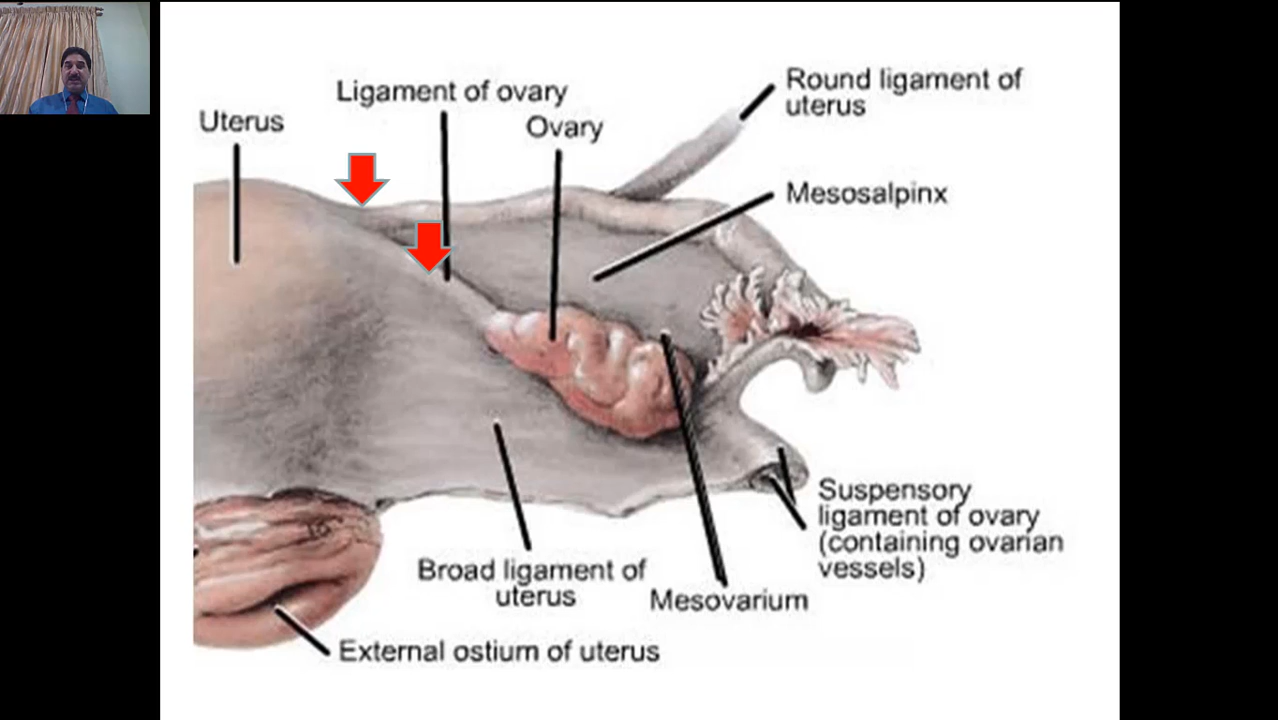 Round ligament of
uterus
Ligament of ovary
Uterus
Ovary
Mesosalpinx
Suspensory
ligament of ovary
(containing ovarian
vessels)
Broad ligament of
uterus
Mesovarium
External ostium of uterus